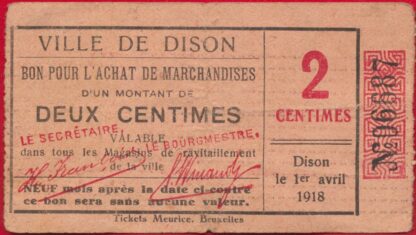 VILLE DE DISON
BON POUR L'ACHAT DE MARCHANDISES
D'UN MONTANT DE
DEUX CENTIMES
LE SECRÉTAIRE, LE BOURGMESTRE,
VALABLE
dans tous les Magasins de ravitaillement
de la ville
NEUF mois après la date ci-contre
ce bon sera sans aucune valeur.
Tickets Meurice, Bruxelles
2
CENTIMES
Dison
le 1er avril
1918
No 06887